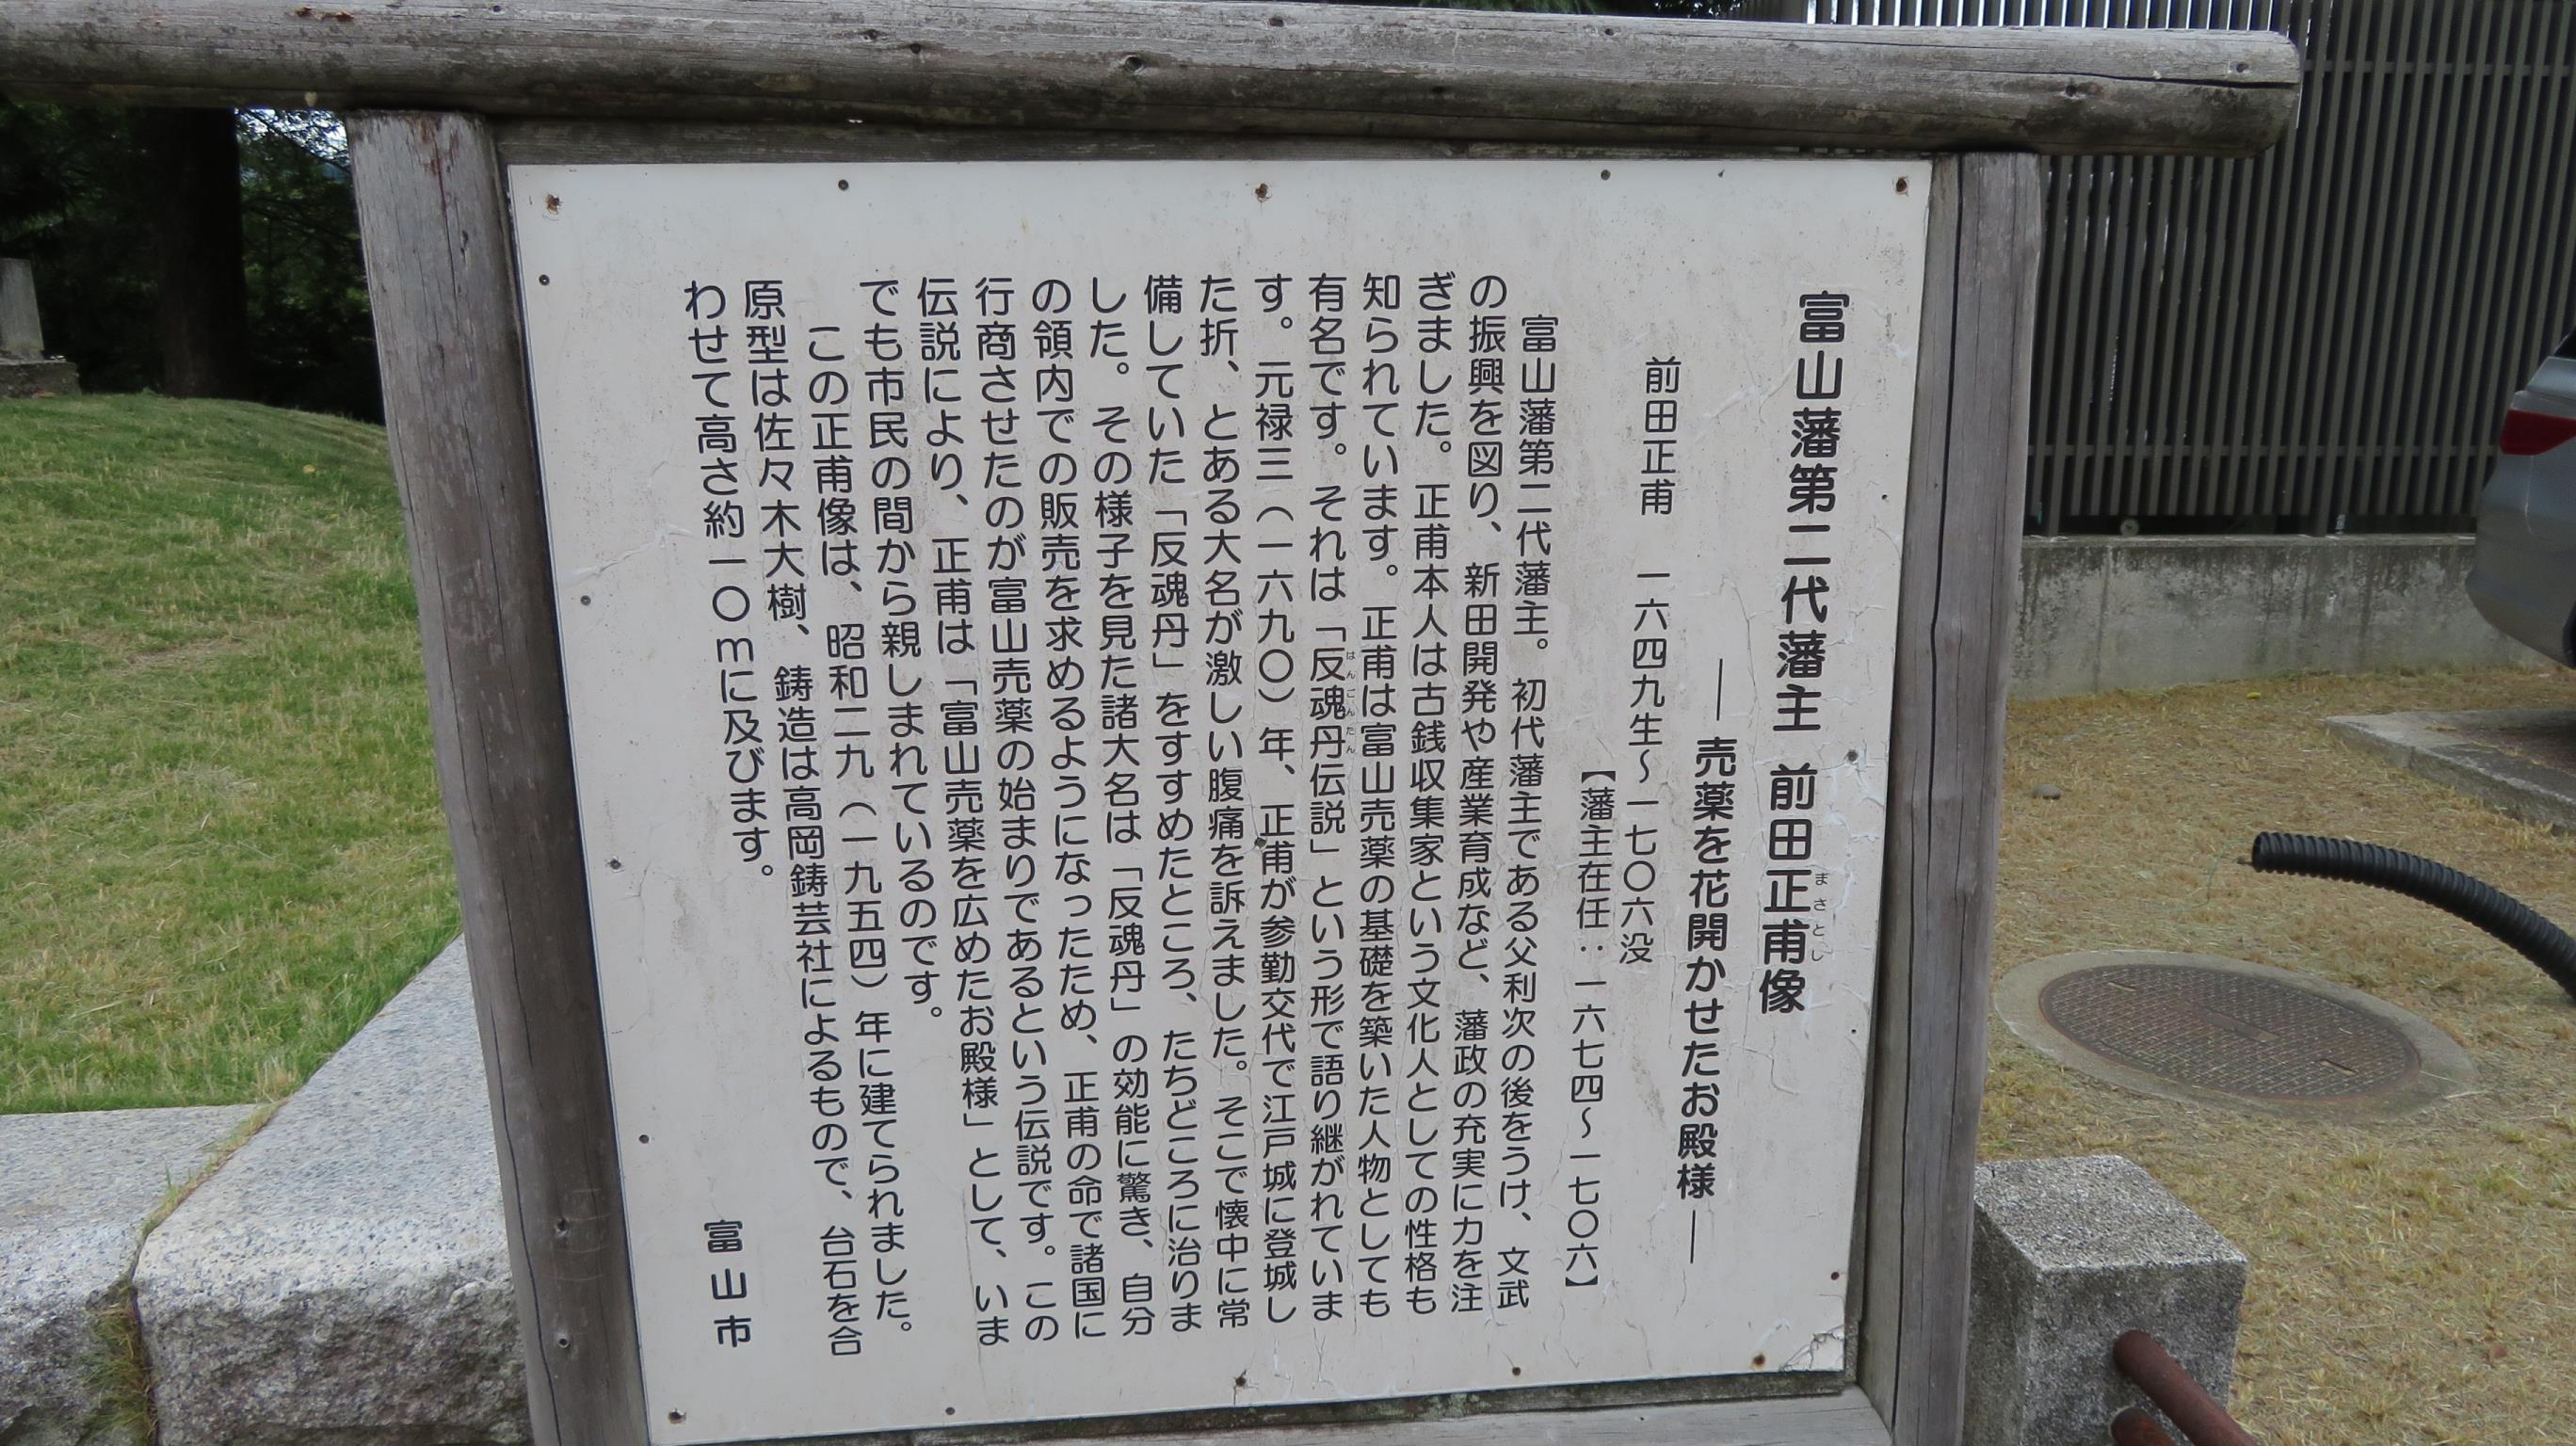 富山藩第二代藩主 前田正甫像
まさとし
―売薬を花開かせたお殿様―
前田正甫 一六四九生～一七〇六没
【藩主在任：一六七四～一七〇六】
富山藩第二代藩主。初代藩主である父利次の後をうけ、文武
の振興を図り、新田開発や産業育成など、藩政の充実に力を注
ぎました。正甫本人は古銭収集家という文化人としての性格も
知られています。正甫は富山売薬の基礎を築いた人物としても
有名です。それは「反魂丹伝説」という形で語り継がれていま
はんごんたん
す。元禄三（一六九〇）年、正甫が参勤交代で江戸城に登城し
た折、とある大名が激しい腹痛を訴えました。そこで懐中に常
備していた「反魂丹」をすすめたところ、たちどころに治りま
した。その様子を見た諸大名は「反魂丹」の効能に驚き、自分
の領内での販売を求めるようになったため、正甫の命で諸国に
行商させたのが富山売薬の始まりであるという伝説です。この
伝説により、正甫は「富山売薬を広めたお殿様」として、いま
でも市民の間から親しまれているのです。
この正甫像は、昭和二九（一九五四）年に建てられました。
原型は佐々木大樹、鋳造は高岡鋳芸社によるもので、台石を合
わせて高さ約一〇ｍに及びます。
富山市